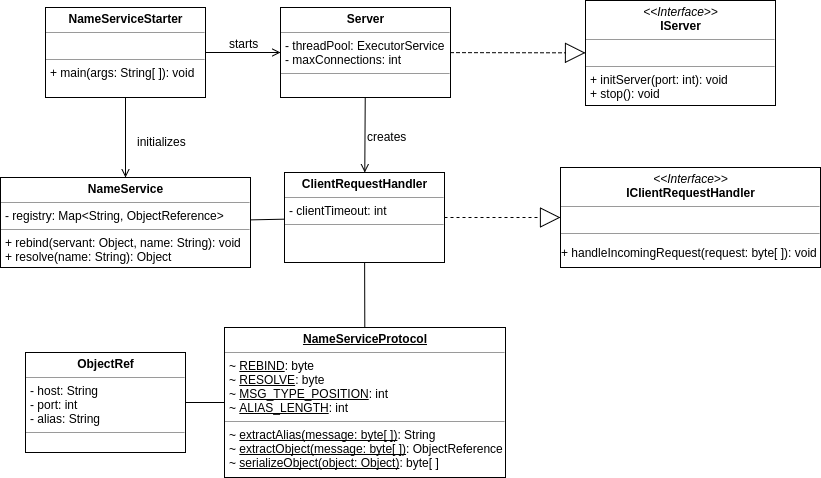 NameServiceStarter
+ main(args: String[ ]): void
starts
Server
- threadPool: ExecutorService
- maxConnections: int
<<Interface>>
IServer
+ initServer(port: int): void
+ stop(): void
initializes
creates
NameService
- registry: Map<String, ObjectReference>
+ rebind(servant: Object, name: String): void
+ resolve(name: String): Object
ClientRequestHandler
- clientTimeout: int
<<Interface>>
IClientRequestHandler
+ handleIncomingRequest(request: byte[ ]): void
ObjectRef
- host: String
- port: int
- alias: String
NameServiceProtocol
~ REBIND: byte
~ RESOLVE: byte
~ MSG_TYPE_POSITION: int
~ ALIAS_LENGTH: int
~ extractAlias(message: byte[ ]): String
~ extractObject(message: byte[ ]): ObjectReference
~ serializeObject(object: Object): byte[ ]